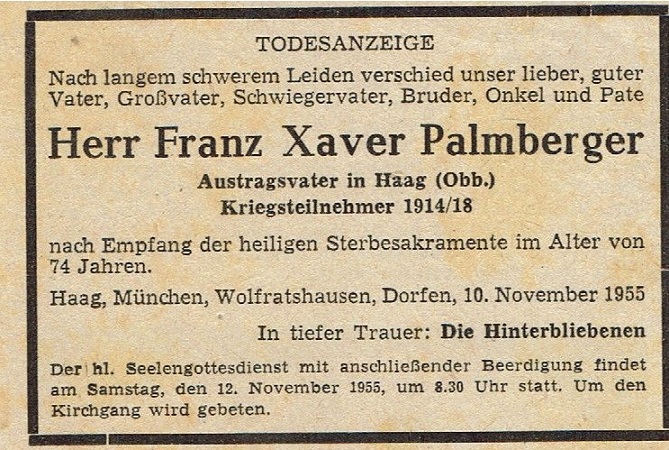 TODESANZEIGE
Nach langem schwerem Leiden verschied unser lieber, guter
Vater, Großvater, Schwiegervater, Bruder, Onkel und Pate
Herr Franz Xaver Palmberger
Austragsvater in Haag (Obb.)
Kriegsteilnehmer 1914/18
nach Empfang der heiligen Sterbesakramente im Alter von
74 Jahren.
Haag, München, Wolfratshausen, Dorfen, 10. November 1955
In tiefer Trauer: Die Hinterbliebenen
Der hl. Seelengottesdienst mit anschließender Beerdigung findet
am Samstag, den 12. November 1955, um 8.30 Uhr statt. Um den
Kirchgang wird gebeten.